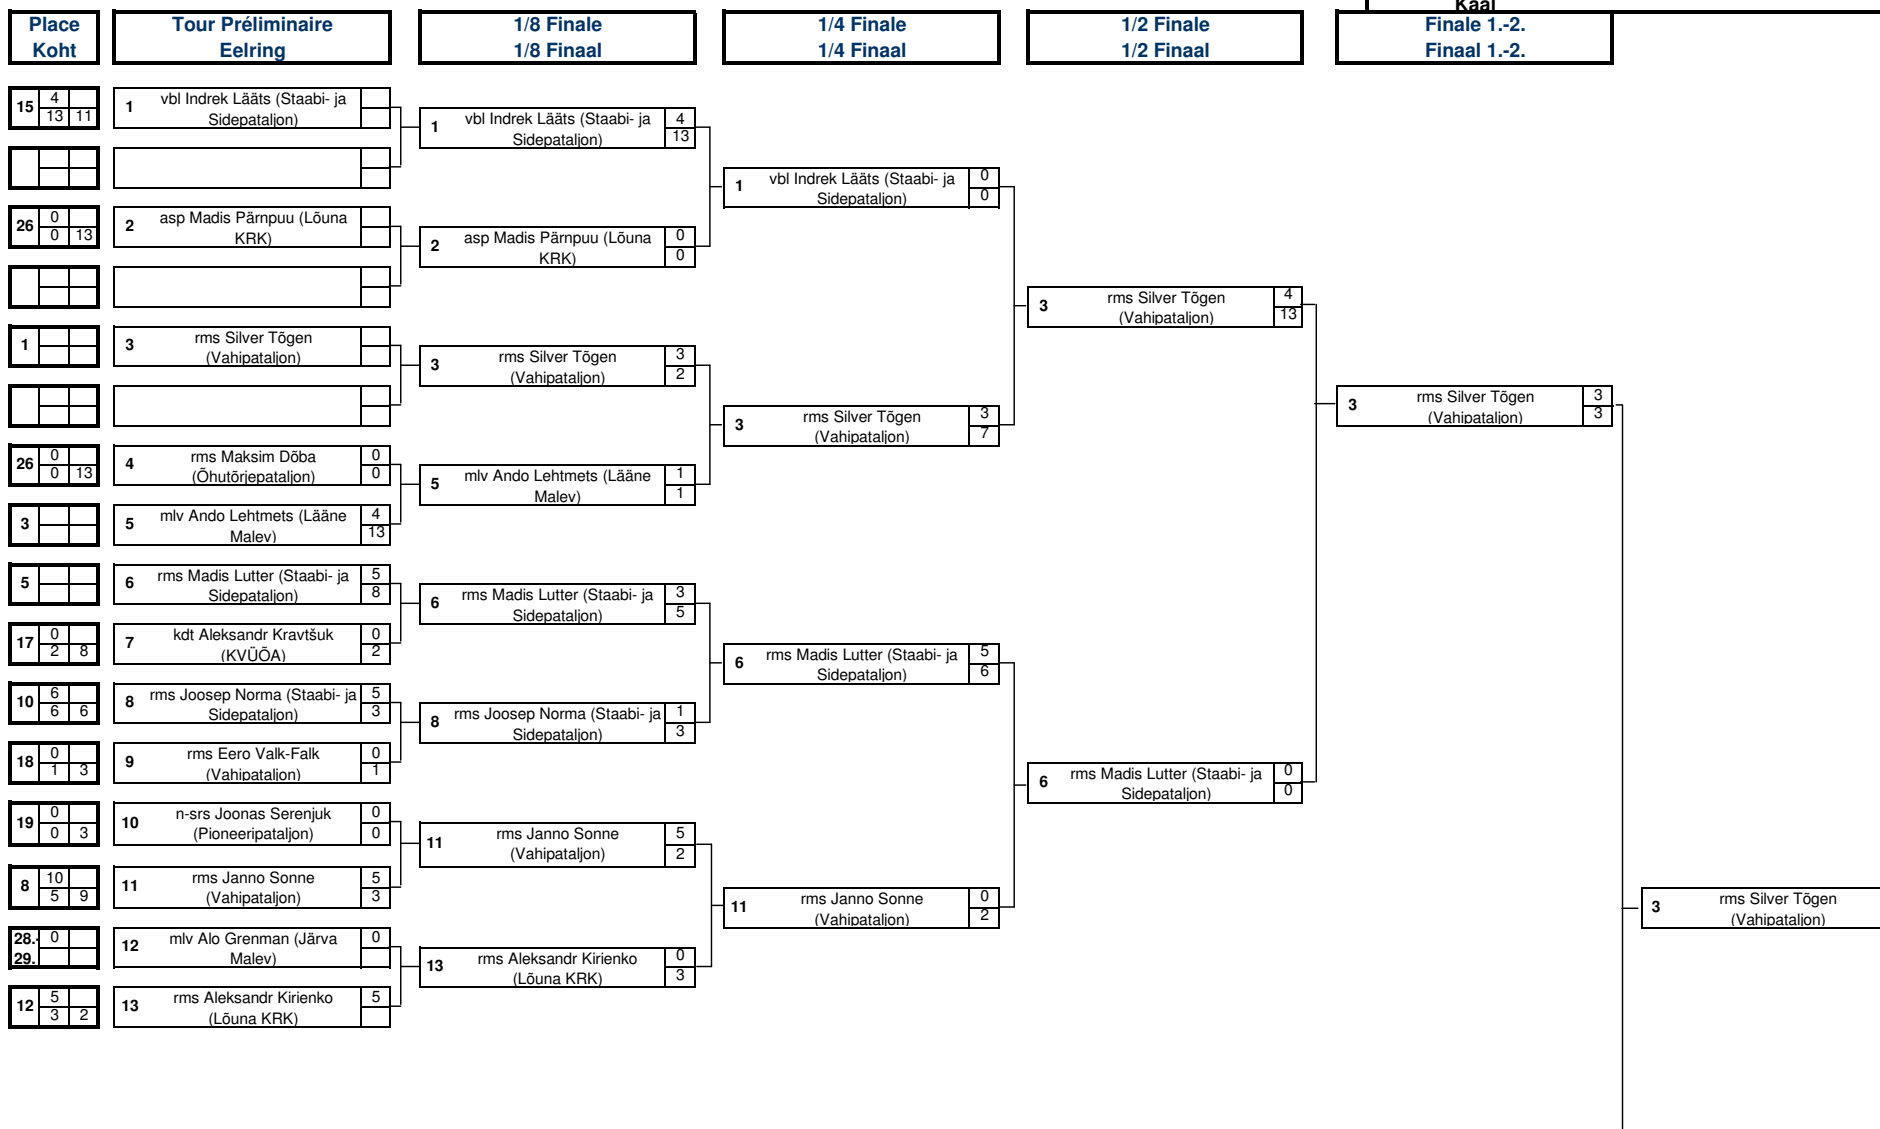 Kaal
Place
Koht
Tour Préliminaire
Eelring
1/8 Finale
1/8 Finaal
1/4 Finale
1/4 Finaal
1/2 Finale
1/2 Finaal
Finale 1.-2.
Finaal 1.-2.
15 4
13 11
1 vbl Indrek Lääts (Staabi- ja
Sidepataljon)
26 0
0 13
2 asp Madis Pärnpuu (Lõuna
KRK)
1
3 rms Silver Tõgen
(Vahipataljon)
26 0
0 13
4 rms Maksim Dõba 0
(Õhutõrjepataljon) 0
3
5 mlv Ando Lehtmets (Lääne 4
Malev) 13
5
6 rms Madis Lutter (Staabi- ja 5
Sidepataljon) 8
17 0
2 8
7 kdt Aleksandr Kravtšuk 0
(KVÜÕA) 2
10 6
6 6
8 rms Joosep Norma (Staabi- ja 5
Sidepataljon) 3
18 0
1 3
9 rms Eero Valk-Falk 0
(Vahipataljon) 1
19 0
0 3
10 n-srs Joonas Serenjuk 0
(Pioneeripataljon) 0
8 10
5 9
11 rms Janno Sonne 5
(Vahipataljon) 3
28.- 0
29.
12 mlv Alo Grenman (Järva 0
Malev)
12 5
3 2
13 rms Aleksandr Kirienko 5
(Lõuna KRK)
1 vbl Indrek Lääts (Staabi- ja 4
Sidepataljon) 13
2 asp Madis Pärnpuu (Lõuna 0
KRK) 0
3 rms Silver Tõgen 3
(Vahipataljon) 2
5 mlv Ando Lehtmets (Lääne 1
Malev) 1
6 rms Madis Lutter (Staabi- ja 3
Sidepataljon) 5
8 rms Joosep Norma (Staabi- ja 1
Sidepataljon) 3
11 rms Janno Sonne 5
(Vahipataljon) 2
13 rms Aleksandr Kirienko 0
(Lõuna KRK) 3
1 vbl Indrek Lääts (Staabi- ja 0
Sidepataljon) 0
3 rms Silver Tõgen 3
(Vahipataljon) 7
6 rms Madis Lutter (Staabi- ja 5
Sidepataljon) 6
11 rms Janno Sonne 0
(Vahipataljon) 2
3 rms Silver Tõgen 4
(Vahipataljon) 13
6 rms Madis Lutter (Staabi- ja 0
Sidepataljon) 0
3 rms Silver Tõgen 3
(Vahipataljon) 3
3 rms Silver Tõgen
(Vahipataljon)